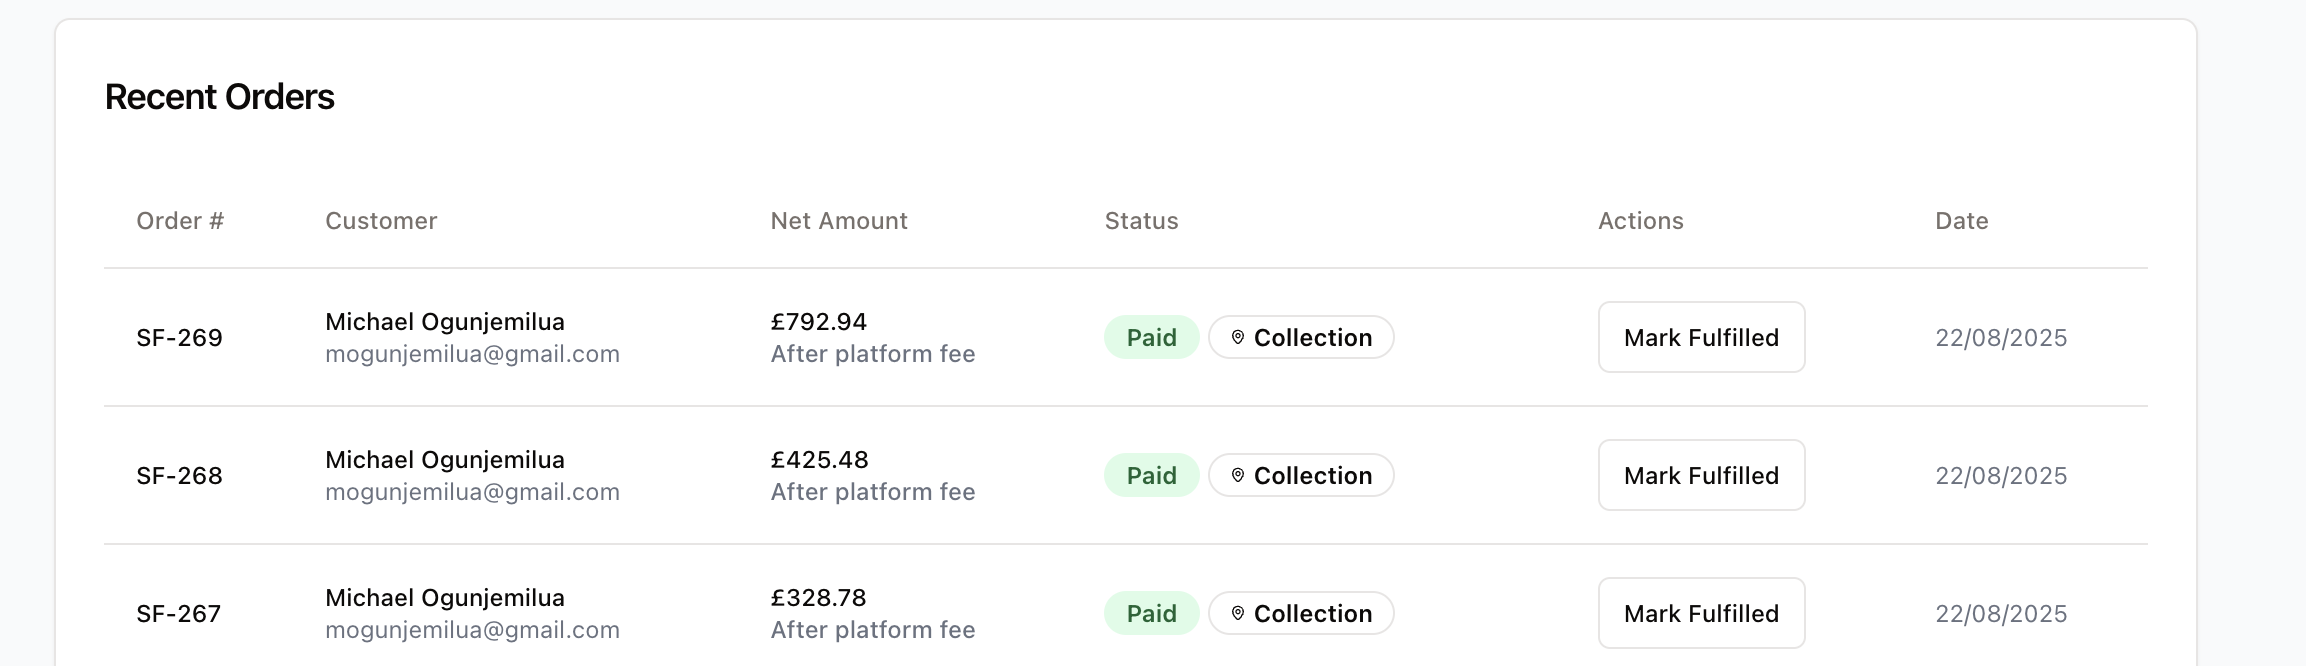 Recent Orders
Order # Customer Net Amount Status Actions Date
SF-269 Michael Ogunjemilua £792.94 Paid Collection Mark Fulfilled 22/08/2025
mogunjemilua@gmail.com After platform fee
SF-268 Michael Ogunjemilua £425.48 Paid Collection Mark Fulfilled 22/08/2025
mogunjemilua@gmail.com After platform fee
SF-267 Michael Ogunjemilua £328.78 Paid Collection Mark Fulfilled 22/08/2025
mogunjemilua@gmail.com After platform fee